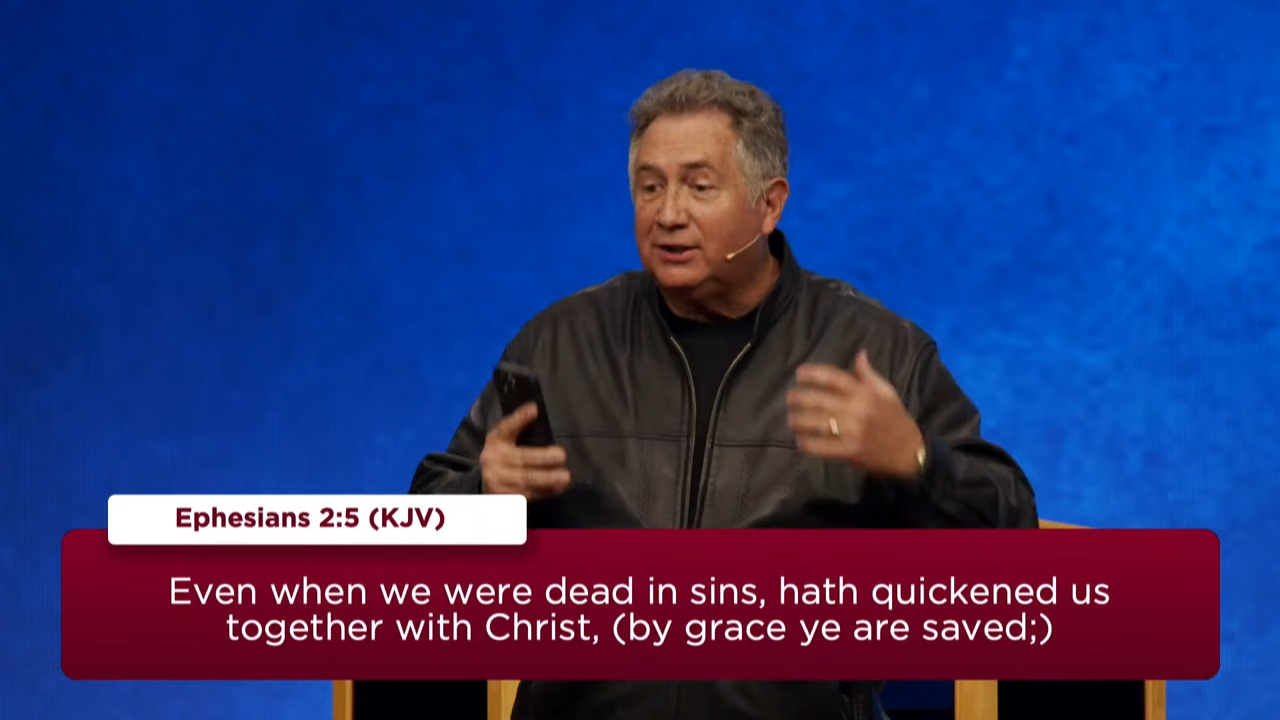 Ephesians 2:5 (KJV)
Even when we were dead in sins, hath quickened us
together with Christ, (by grace ye are saved;)